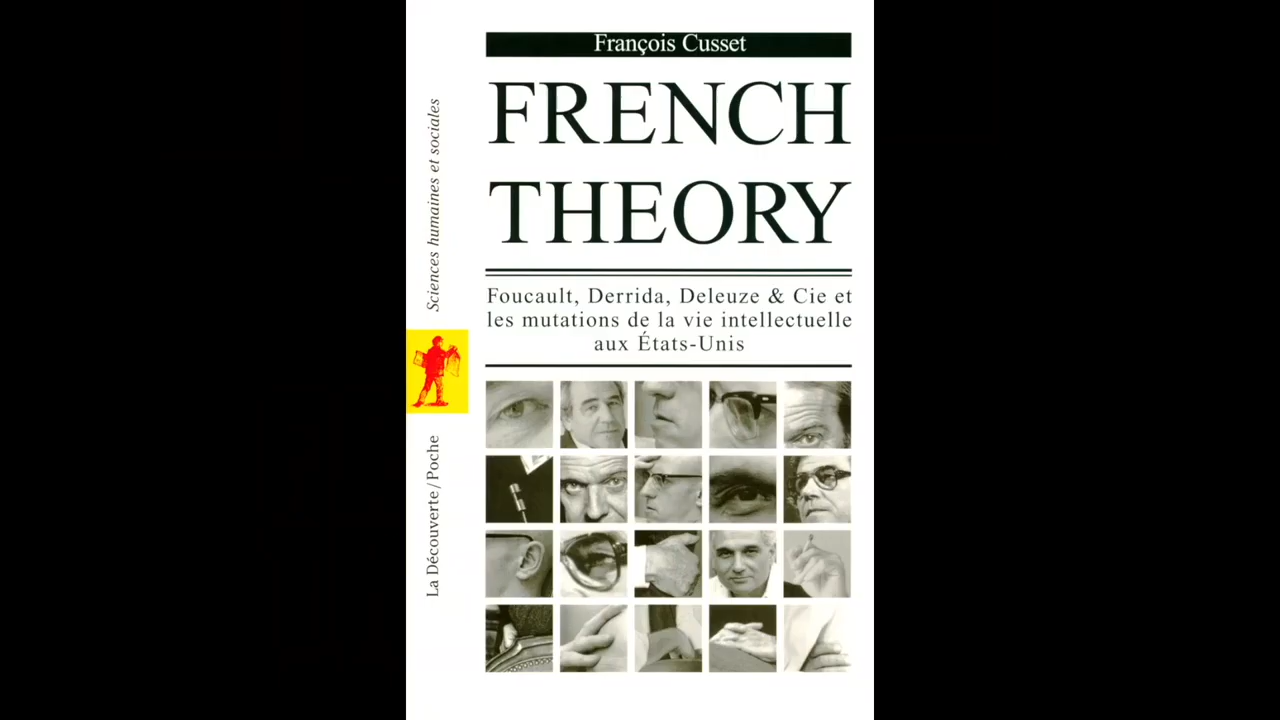 François Cusset
FRENCH
THEORY
Foucault, Derrida, Deleuze & Cie et
les mutations de la vie intellectuelle
aux États-Unis
Sciences humaines et sociales
La Découverte/Poche